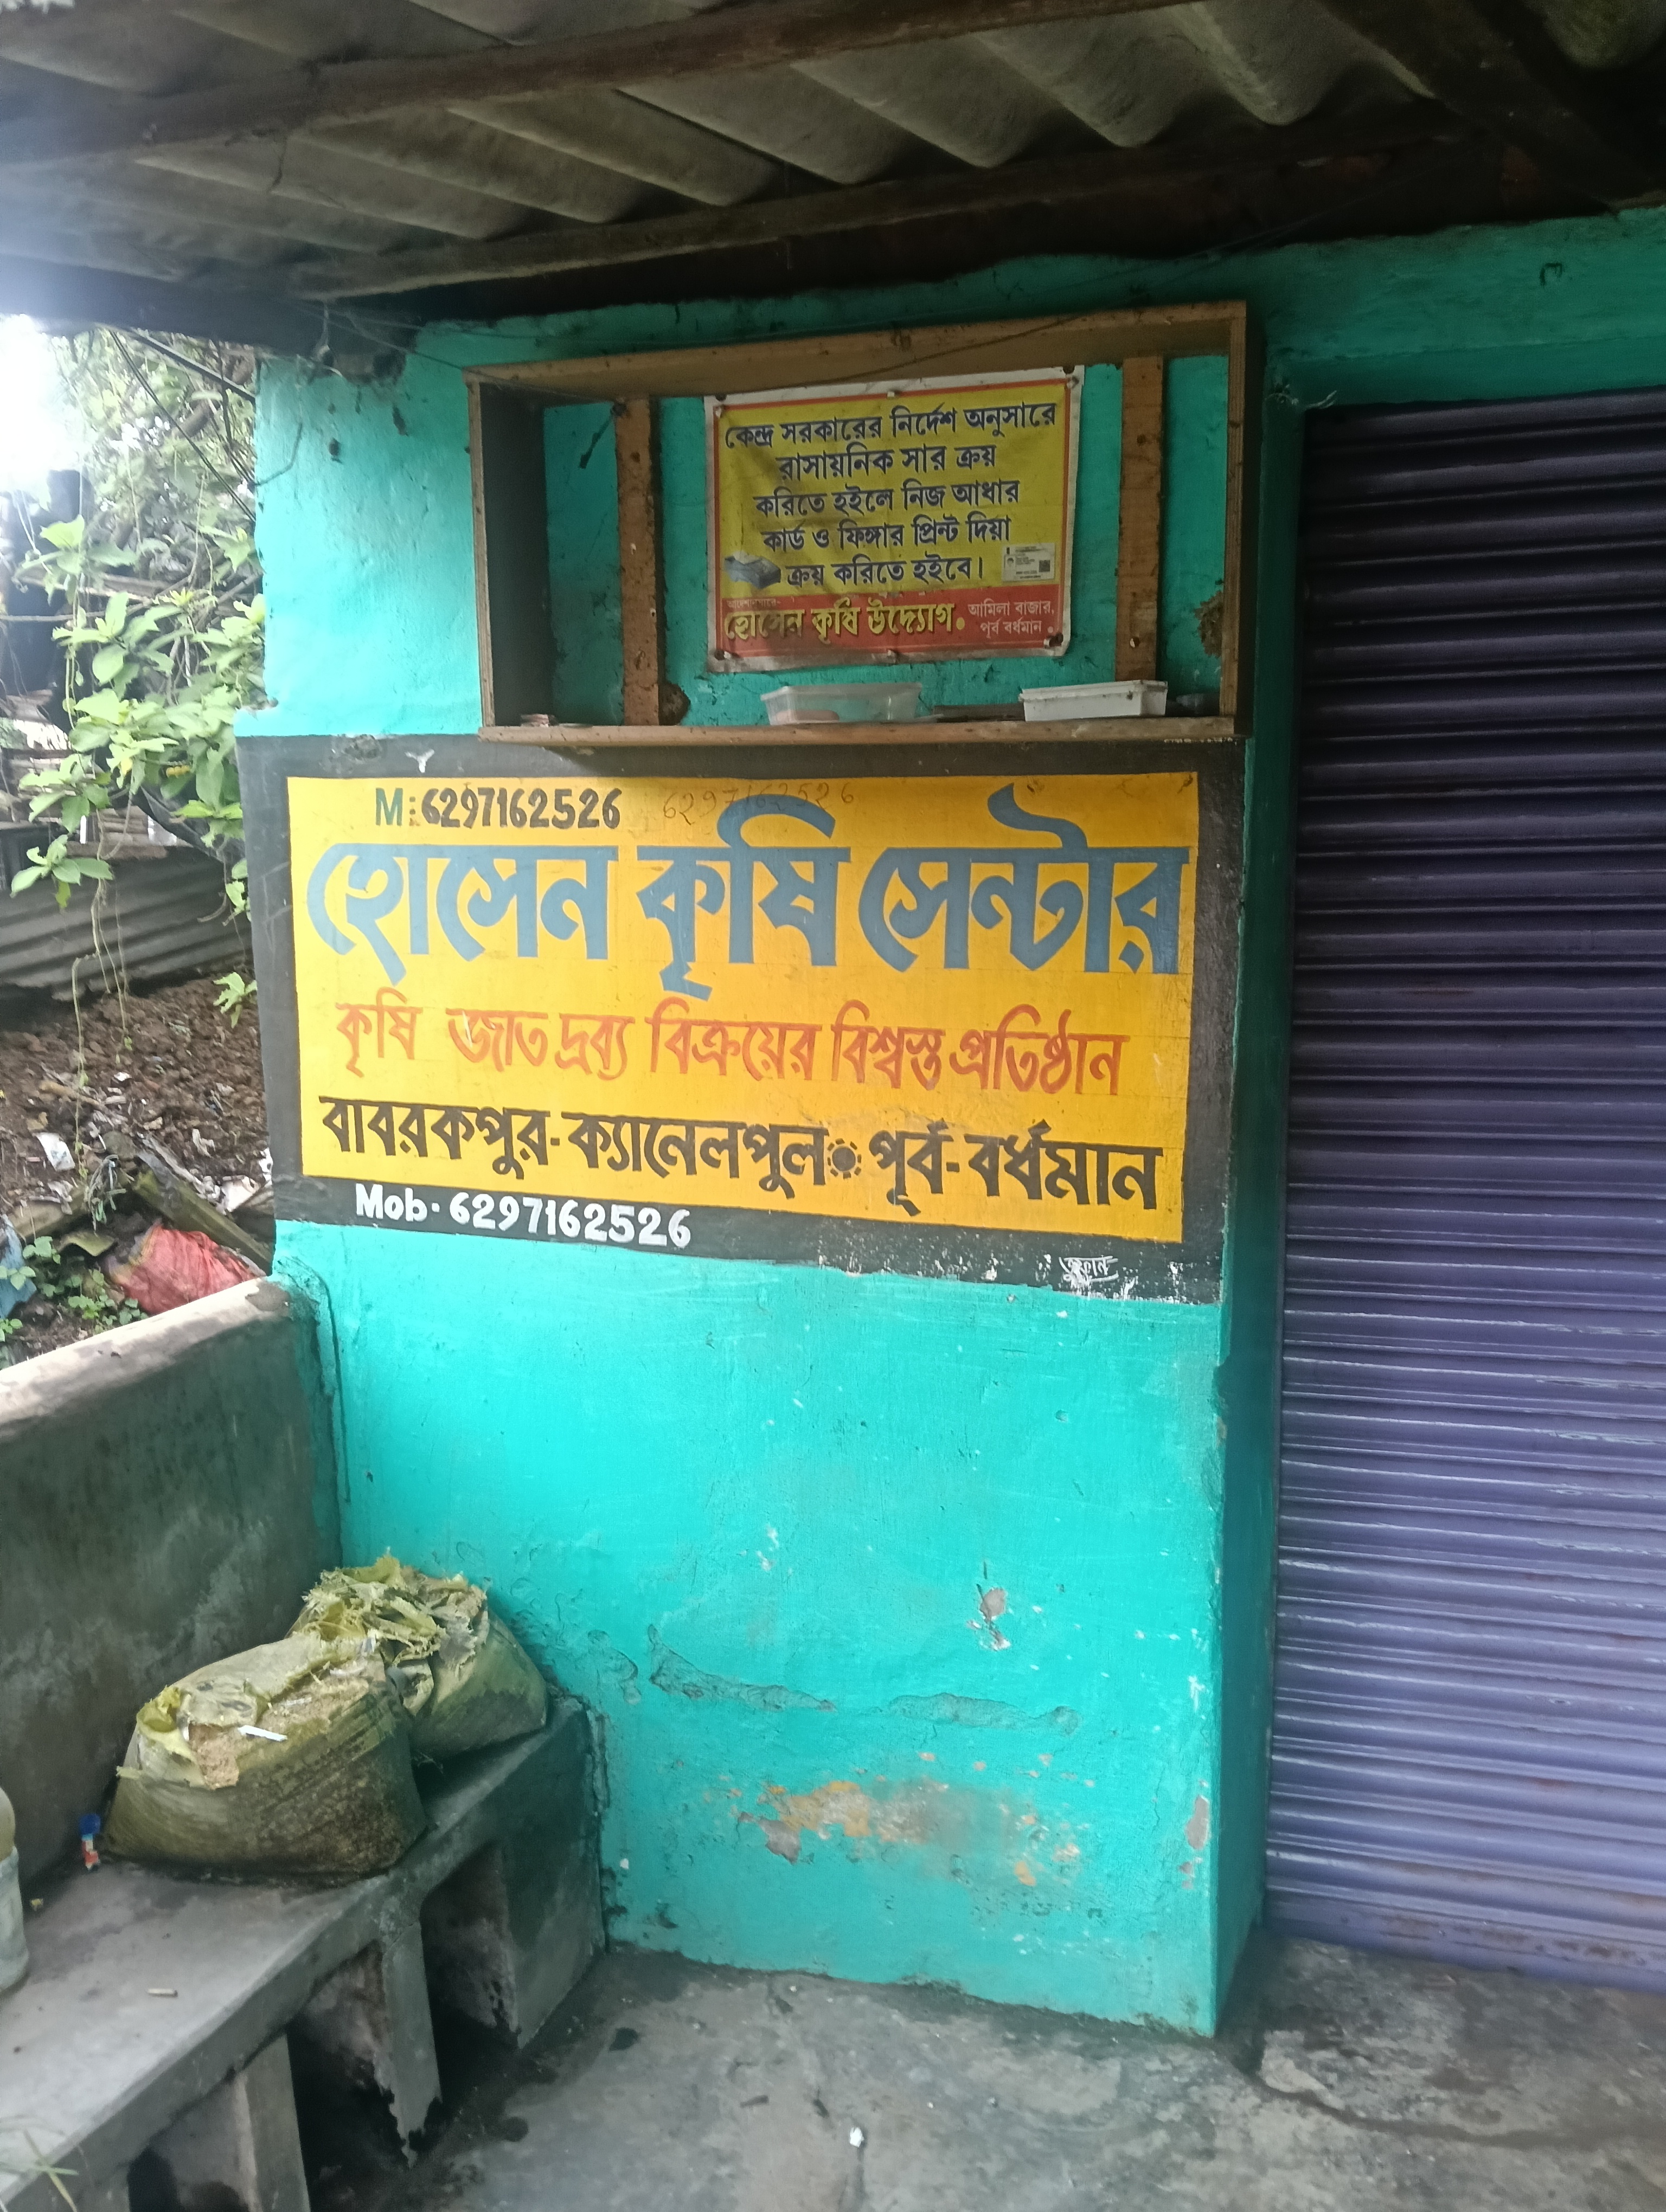 কেন্দ্র সরকারের নির্দেশ অনুসারে
রাসায়নিক সার ক্রয়
করিতে হইলে নিজ আধার
কার্ড ও ফিঙ্গার প্রিন্ট দিয়া
ক্রয় করিতে হইবে।
হোসেন কৃষি উদ্যোগ।
আমিলা বাজার,
পূর্ব বর্ধমান।
M: 6297162526
6297162526
হোসেন কৃষি সেন্টার
কৃষি জাত দ্রব্য বিক্রয়ের বিশ্বস্ত প্রতিষ্ঠান
বাবরকপুর-ক্যানেলপুল পূর্ব-বর্ধমান
Mob. 6297162526
তুফান